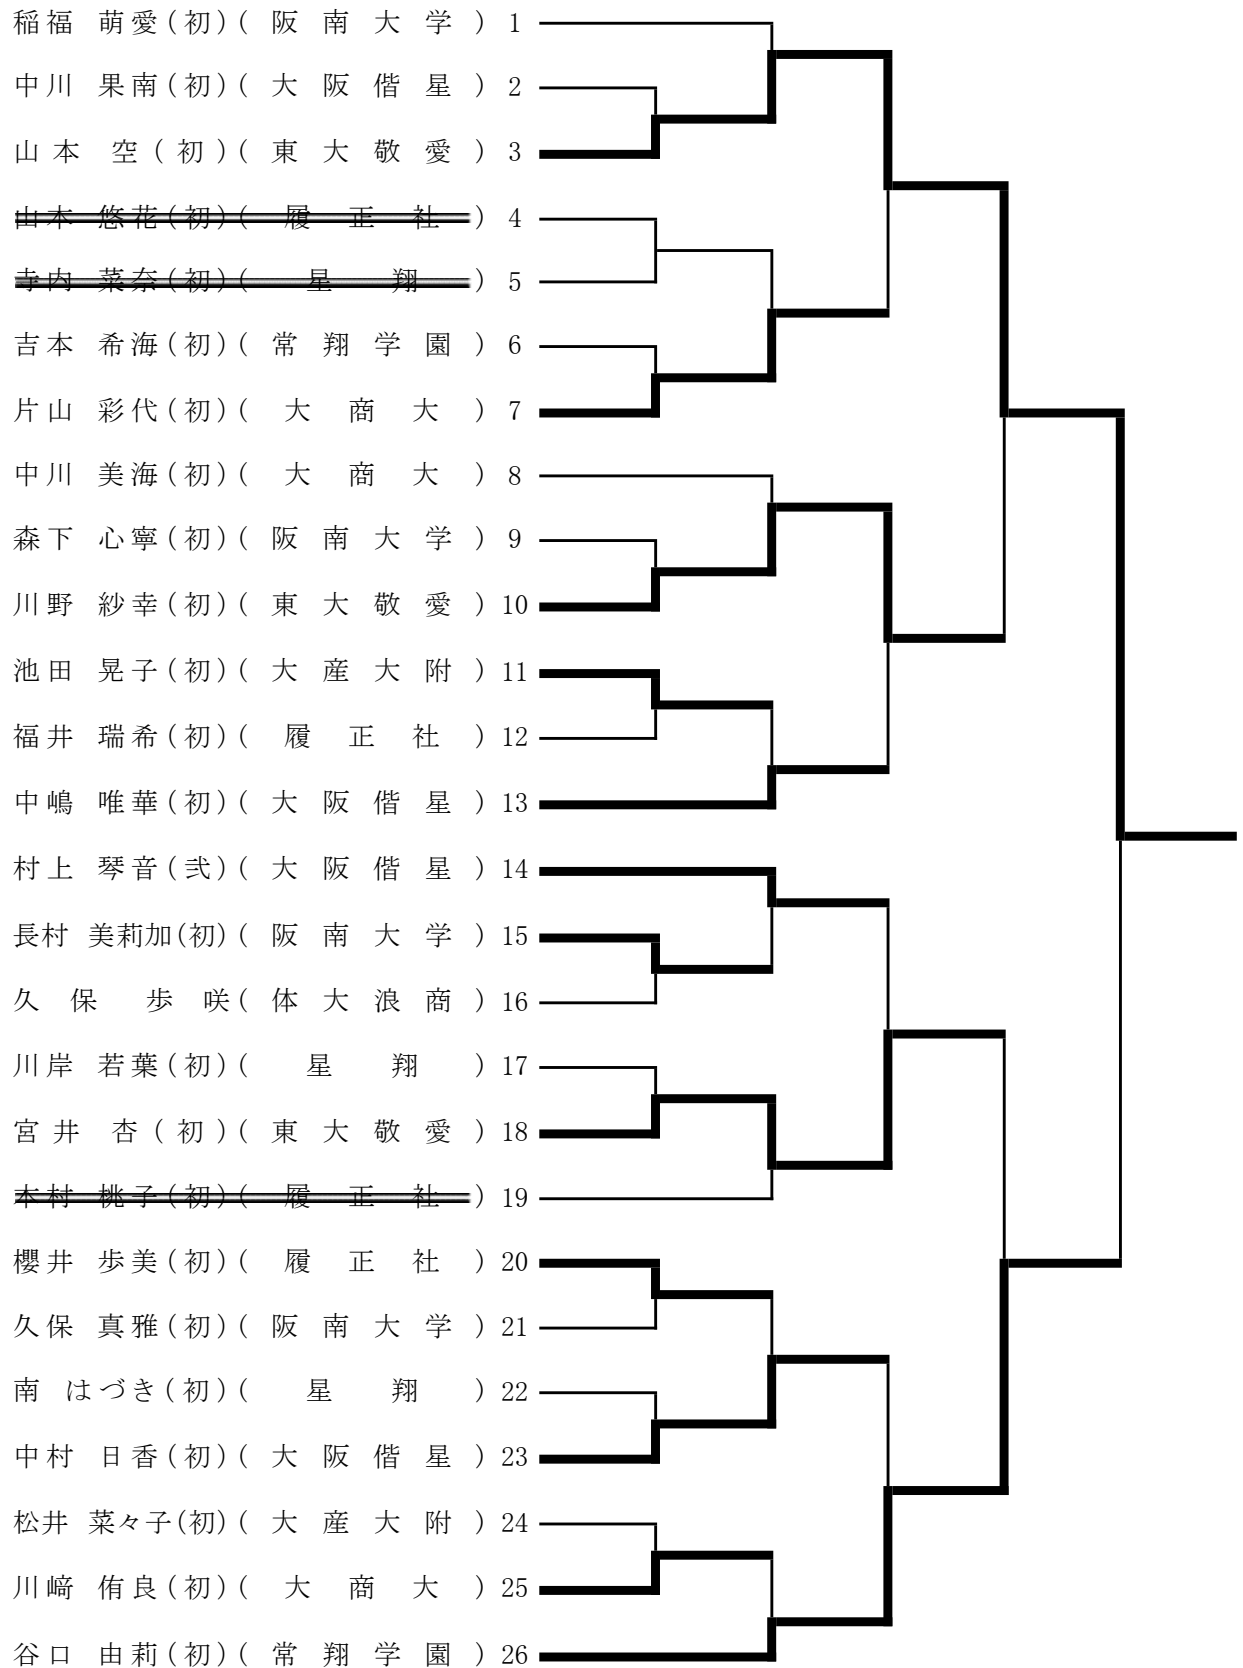 稲福 萌愛(初)( 阪南大学 ) 1
中川 果南(初)( 大阪偕星 ) 2
山本 空(初)( 東大敬愛 ) 3
山本 悠花(初)( 履正社 ) 4
寺内 菜奈(初)( 星翔 ) 5
吉本 希海(初)( 常翔学園 ) 6
片山 彩代(初)( 大商大 ) 7
中川 美海(初)( 大商大 ) 8
森下 心寧(初)( 阪南大学 ) 9
川野 紗幸(初)( 東大敬愛 ) 10
池田 晃子(初)( 大産大附 ) 11
福井 瑞希(初)( 履正社 ) 12
中嶋 唯華(初)( 大阪偕星 ) 13
村上 琴音(弐)( 大阪偕星 ) 14
長村 美莉加(初)( 阪南大学 ) 15
久保 歩咲( 体大浪商 ) 16
川岸 若葉(初)( 星翔 ) 17
宮井 杏(初)( 東大敬愛 ) 18
本村 桃子(初)( 履正社 ) 19
櫻井 歩美(初)( 履正社 ) 20
久保 真雅(初)( 阪南大学 ) 21
南 はづき(初)( 星翔 ) 22
中村 日香(初)( 大阪偕星 ) 23
松井 菜々子(初)( 大産大附 ) 24
川﨑 侑良(初)( 大商大 ) 25
谷口 由莉(初)( 常翔学園 ) 26